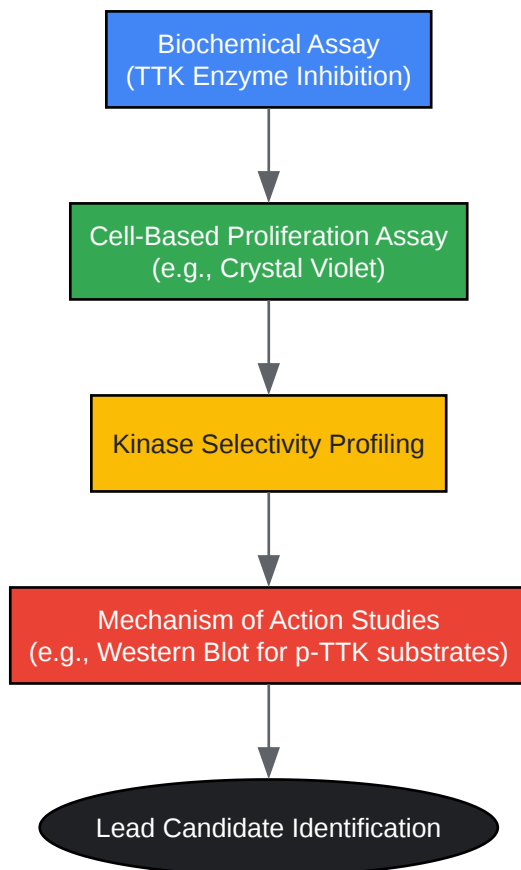 Biochemical Assay
(TTK Enzyme Inhibition)
Cell-Based Proliferation Assay
(e.g., Crystal Violet)
Kinase Selectivity Profiling
Mechanism of Action Studies
(e.g., Western Blot for p-TTK substrates)
Lead Candidate Identification